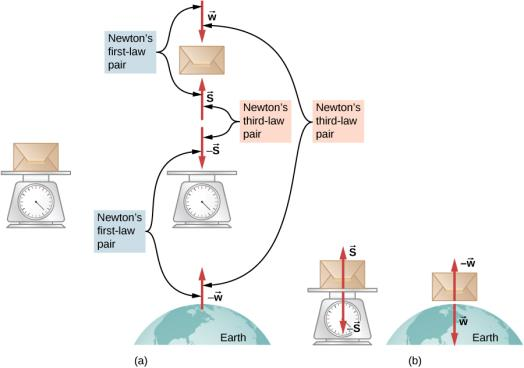 w⃗
Newton's
first-law
pair
S⃗
Newton's
third-law
pair
Newton's
third-law
pair
−S⃗
Newton's
first-law
pair
−w⃗
Earth
(a)
S⃗
−S⃗
−w⃗
w⃗
Earth
(b)